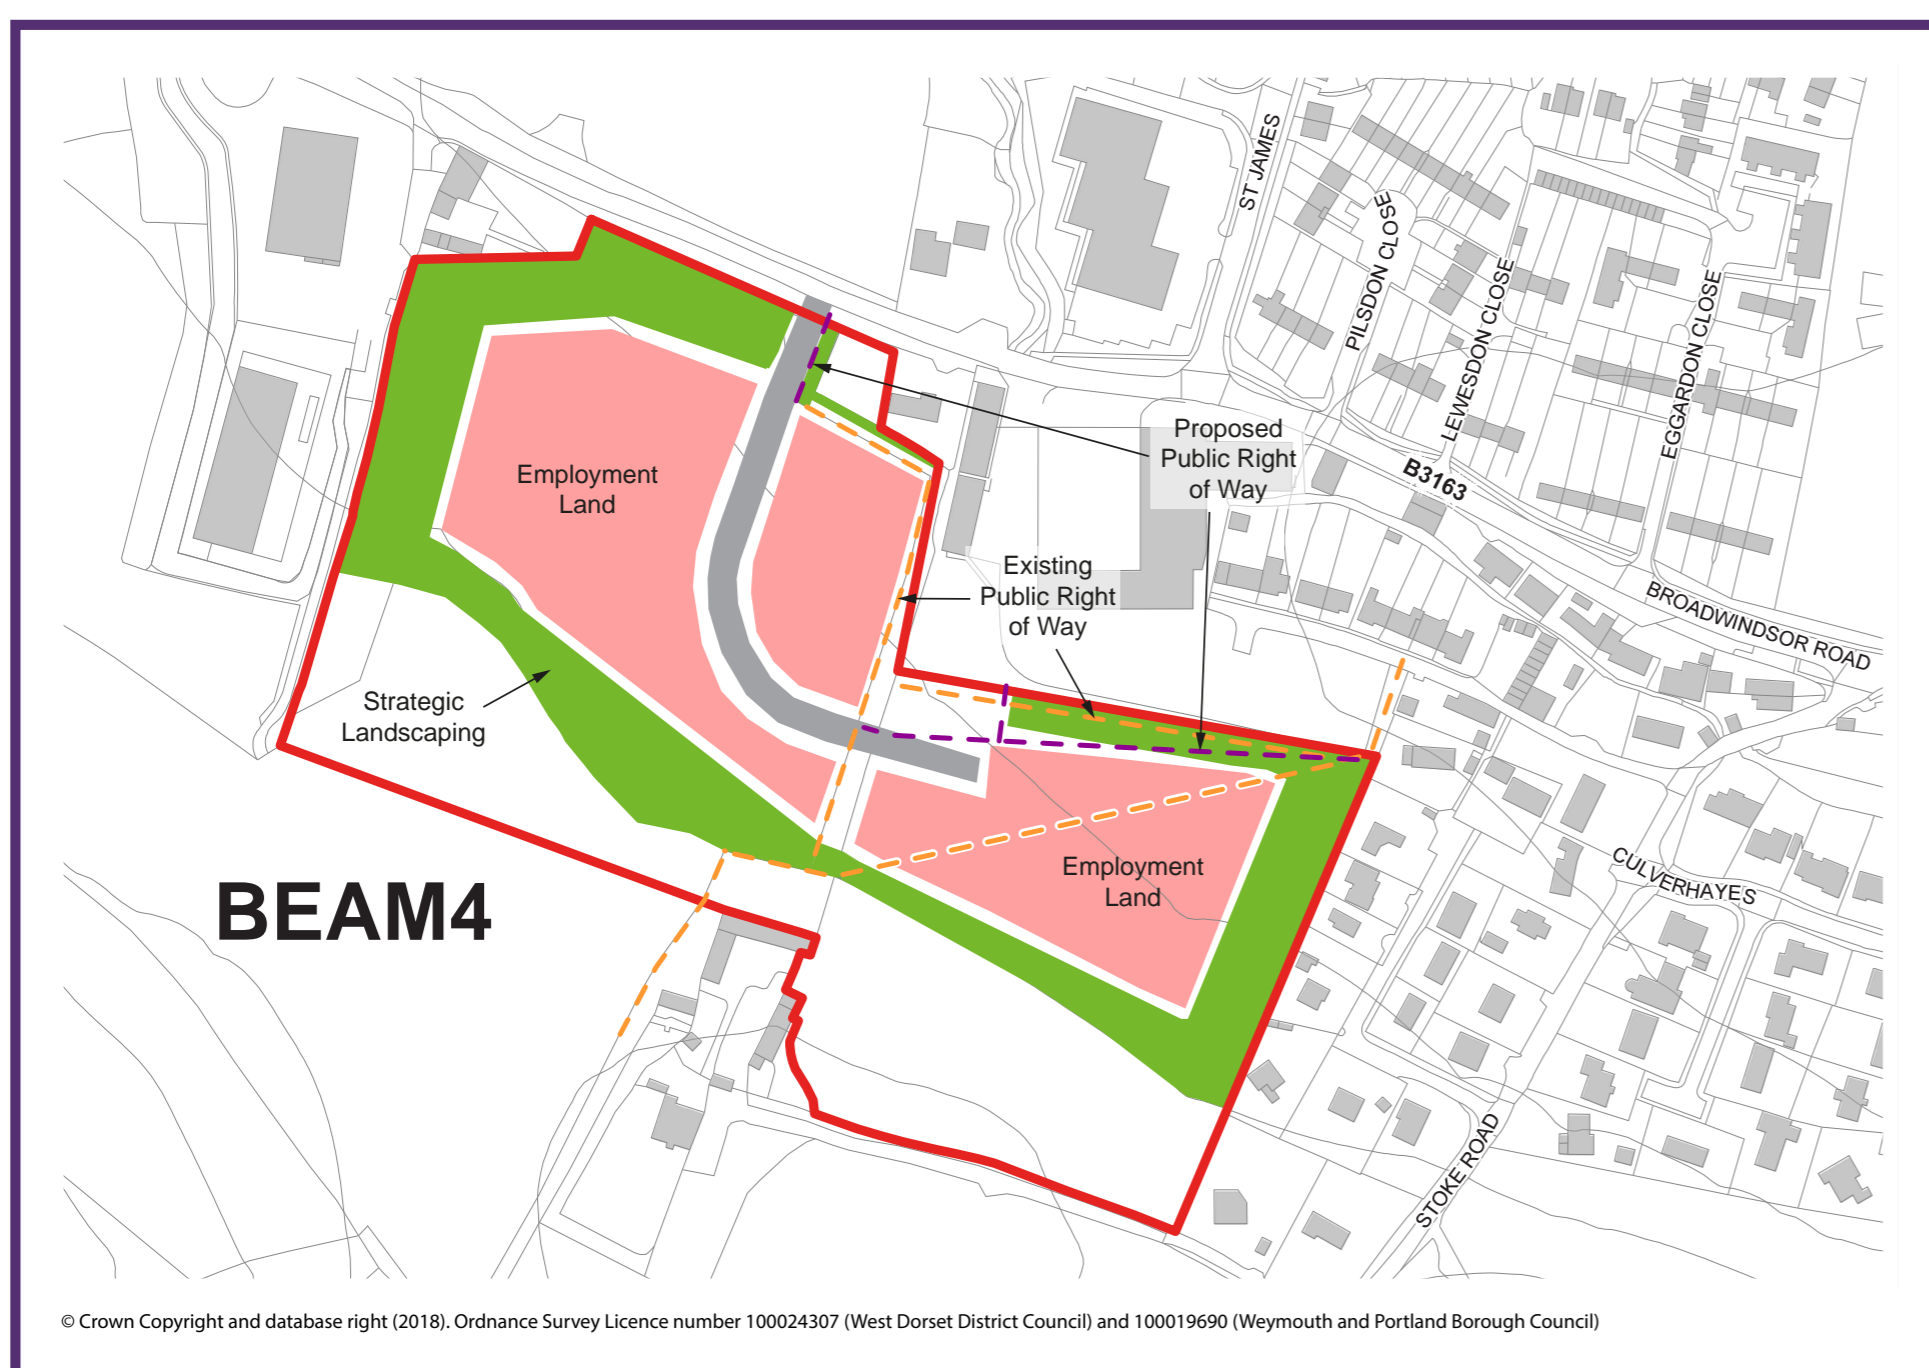 ST JAMES
PILSDON CLOSE
LEWESDON CLOSE
EGGARDON CLOSE
Proposed
Public Right
of Way
B3163
Employment
Land
Existing
Public Right
of Way
BROADWINDSOR ROAD
Strategic
Landscaping
Employment
Land
CULVERHAYES
BEAM4
STOKE ROAD
© Crown Copyright and database right (2018). Ordnance Survey Licence number 100024307 (West Dorset District Council) and 100019690 (Weymouth and Portland Borough Council)